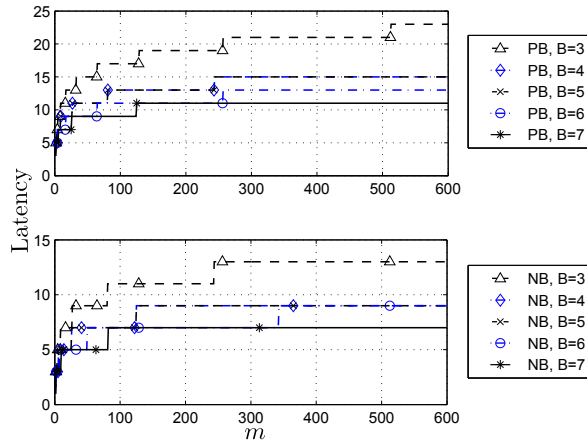 25
20
15
10
5
0
0 100 200 300 400 500 600
PB, B=3
PB, B=4
PB, B=5
PB, B=6
PB, B=7
Latency
15
10
5
0
0 100 200 300 400 500 600
m
NB, B=3
NB, B=4
NB, B=5
NB, B=6
NB, B=7